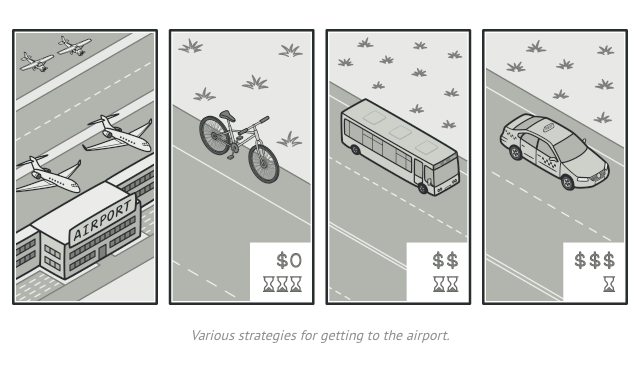 AIRPORT
$0
$$
$$$
Various strategies for getting to the airport.